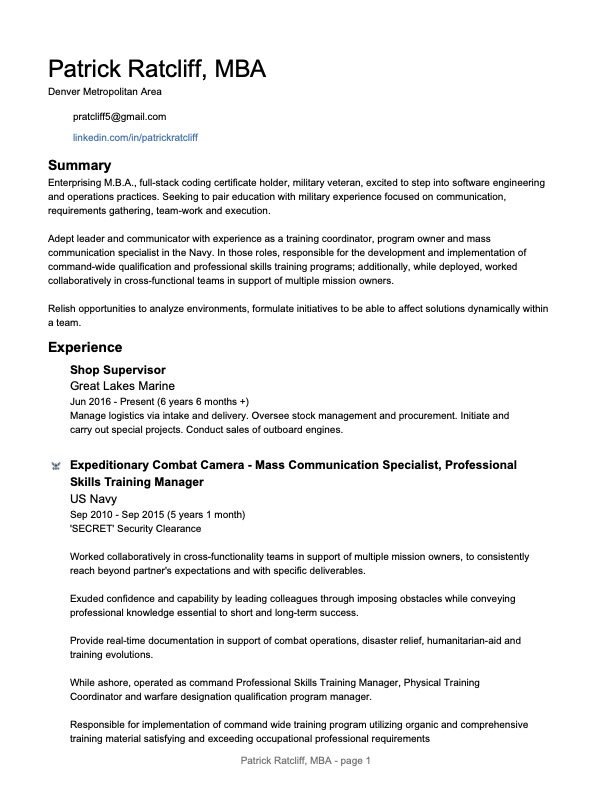 Patrick Ratcliff, MBA
Denver Metropolitan Area
pratcliff5@gmail.com
linkedin.com/in/patrickratcliff
Summary
Enterprising M.B.A., full-stack coding certificate holder, military veteran, excited to step into software engineering
and operations practices. Seeking to pair education with military experience focused on communication,
requirements gathering, team-work and execution.
Adept leader and communicator with experience as a training coordinator, program owner and mass
communication specialist in the Navy. In those roles, responsible for the development and implementation of
command-wide qualification and professional skills training programs; additionally, while deployed, worked
collaboratively in cross-functional teams in support of multiple mission owners.
Relish opportunities to analyze environments, formulate initiatives to be able to affect solutions dynamically within
a team.
Experience
Shop Supervisor
Great Lakes Marine
Jun 2016 - Present (6 years 6 months +)
Manage logistics via intake and delivery. Oversee stock management and procurement. Initiate and
carry out special projects. Conduct sales of outboard engines.
Expeditionary Combat Camera - Mass Communication Specialist, Professional
Skills Training Manager
US Navy
Sep 2010 - Sep 2015 (5 years 1 month)
'SECRET' Security Clearance
Worked collaboratively in cross-functionality teams in support of multiple mission owners, to consistently
reach beyond partner's expectations and with specific deliverables.
Exuded confidence and capability by leading colleagues through imposing obstacles while conveying
professional knowledge essential to short and long-term success.
Provide real-time documentation in support of combat operations, disaster relief, humanitarian-aid and
training evolutions.
While ashore, operated as command Professional Skills Training Manager, Physical Training
Coordinator and warfare designation qualification program manager.
Responsible for implementation of command wide training program utilizing organic and comprehensive
training material satisfying and exceeding occupational professional requirements
Patrick Ratcliff, MBA - page 1